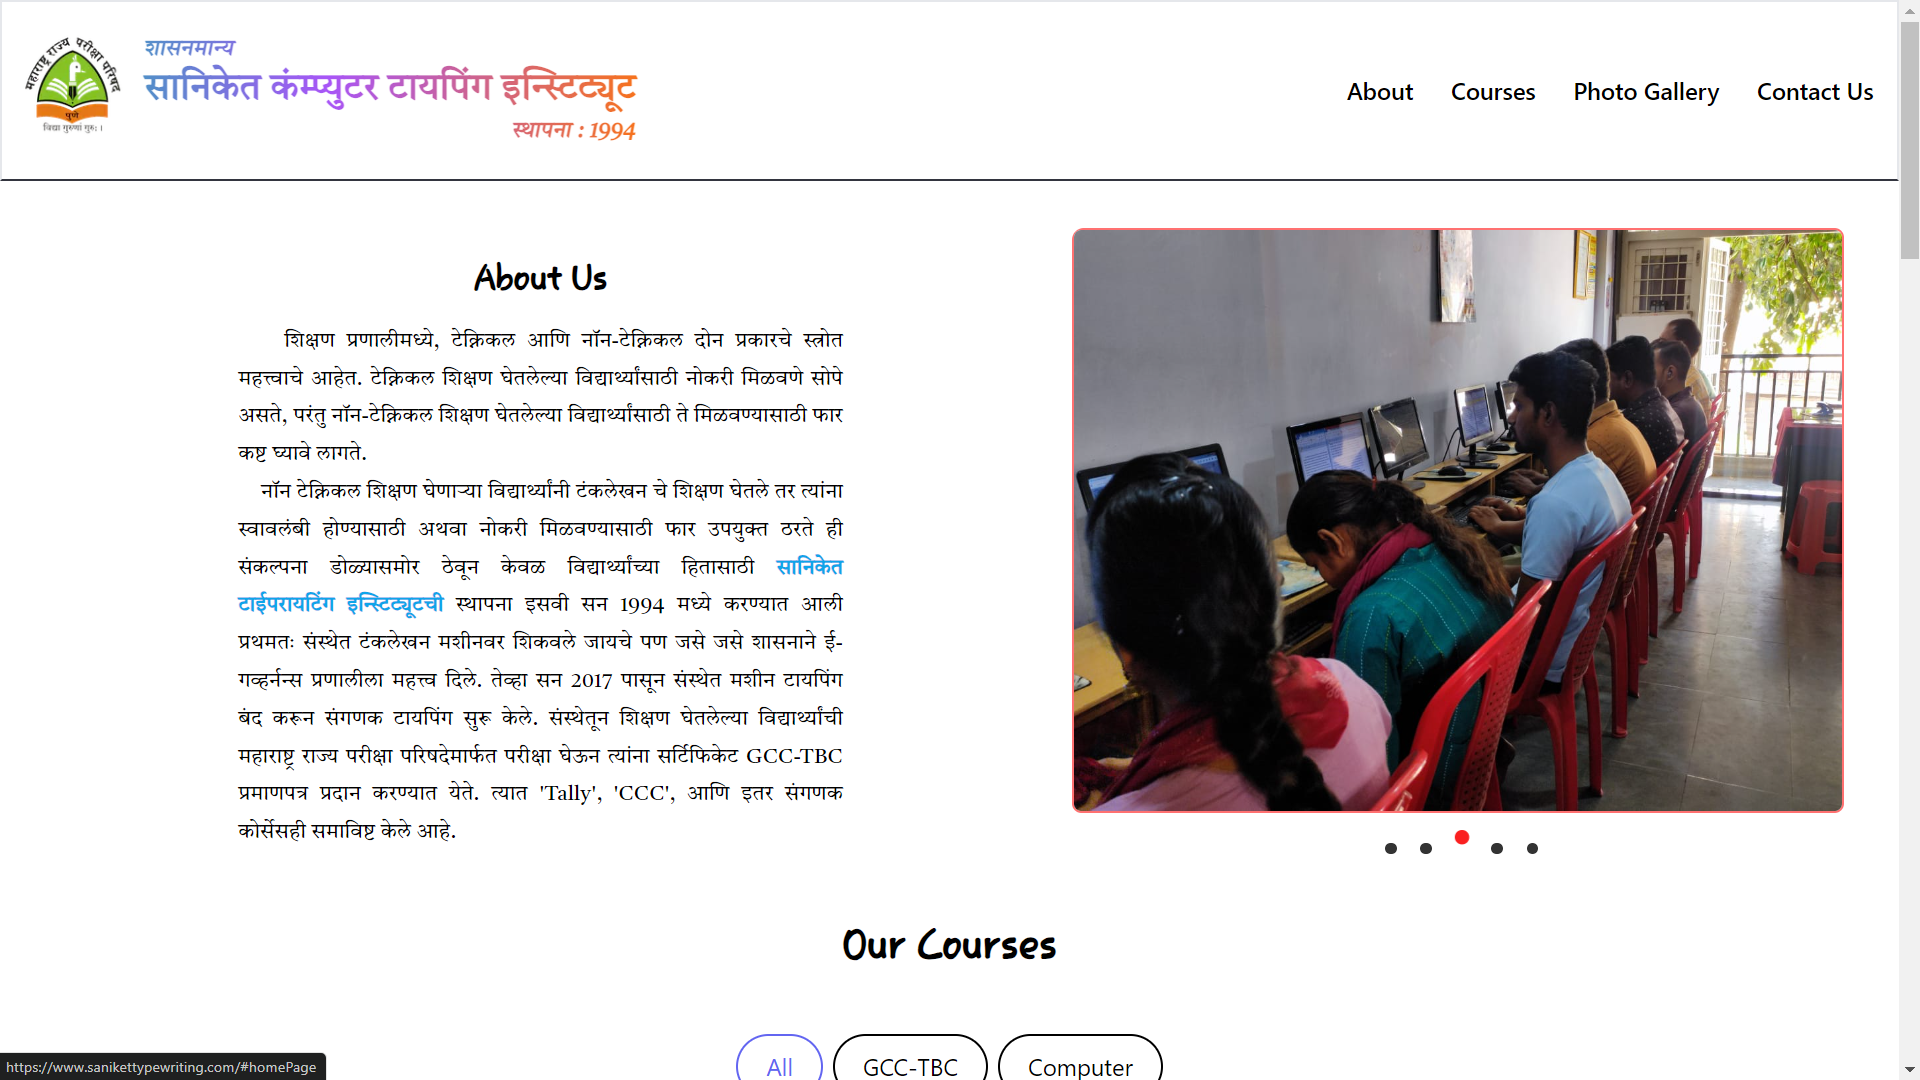 महाराष्ट्र राज्य परीक्षा परिषद
पुणे
विद्या गुरुणां गुरुः ।
शासनमान्य
सानिकेत कंम्प्युटर टायपिंग इन्स्टिट्यूट
स्थापना : 1994
About Courses Photo Gallery Contact Us
About Us
शिक्षण प्रणालीमध्ये, टेक्निकल आणि नॉन-टेक्निकल दोन प्रकारचे स्त्रोत
महत्त्वाचे आहेत. टेक्निकल शिक्षण घेतलेल्या विद्यार्थ्यांसाठी नोकरी मिळवणे सोपे
असते, परंतु नॉन-टेक्निकल शिक्षण घेतलेल्या विद्यार्थ्यांसाठी ते मिळवण्यासाठी फार
कष्ट घ्यावे लागते.
नॉन टेक्निकल शिक्षण घेणाऱ्या विद्यार्थ्यांनी टंकलेखन चे शिक्षण घेतले तर त्यांना
स्वावलंबी होण्यासाठी अथवा नोकरी मिळवण्यासाठी फार उपयुक्त ठरते ही
संकल्पना डोळ्यासमोर ठेवून केवळ विद्यार्थ्यांच्या हितासाठी सानिकेत
टाईपरायटिंग इन्स्टिट्यूटची स्थापना इसवी सन 1994 मध्ये करण्यात आली
प्रथमतः संस्थेत टंकलेखन मशीनवर शिकवले जायचे पण जसे जसे शासनाने ई-
गव्हर्नन्स प्रणालीला महत्त्व दिले. तेव्हा सन 2017 पासून संस्थेत मशीन टायपिंग
बंद करून संगणक टायपिंग सुरू केले. संस्थेतून शिक्षण घेतलेल्या विद्यार्थ्यांची
महाराष्ट्र राज्य परीक्षा परिषदेमार्फत परीक्षा घेऊन त्यांना सर्टिफिकेट GCC-TBC
प्रमाणपत्र प्रदान करण्यात येते. त्यात 'Tally', 'CCC', आणि इतर संगणक
कोर्सेसही समाविष्ट केले आहे.
Our Courses
All GCC-TBC Computer
https://www.sanikettypewriting.com/#homePage